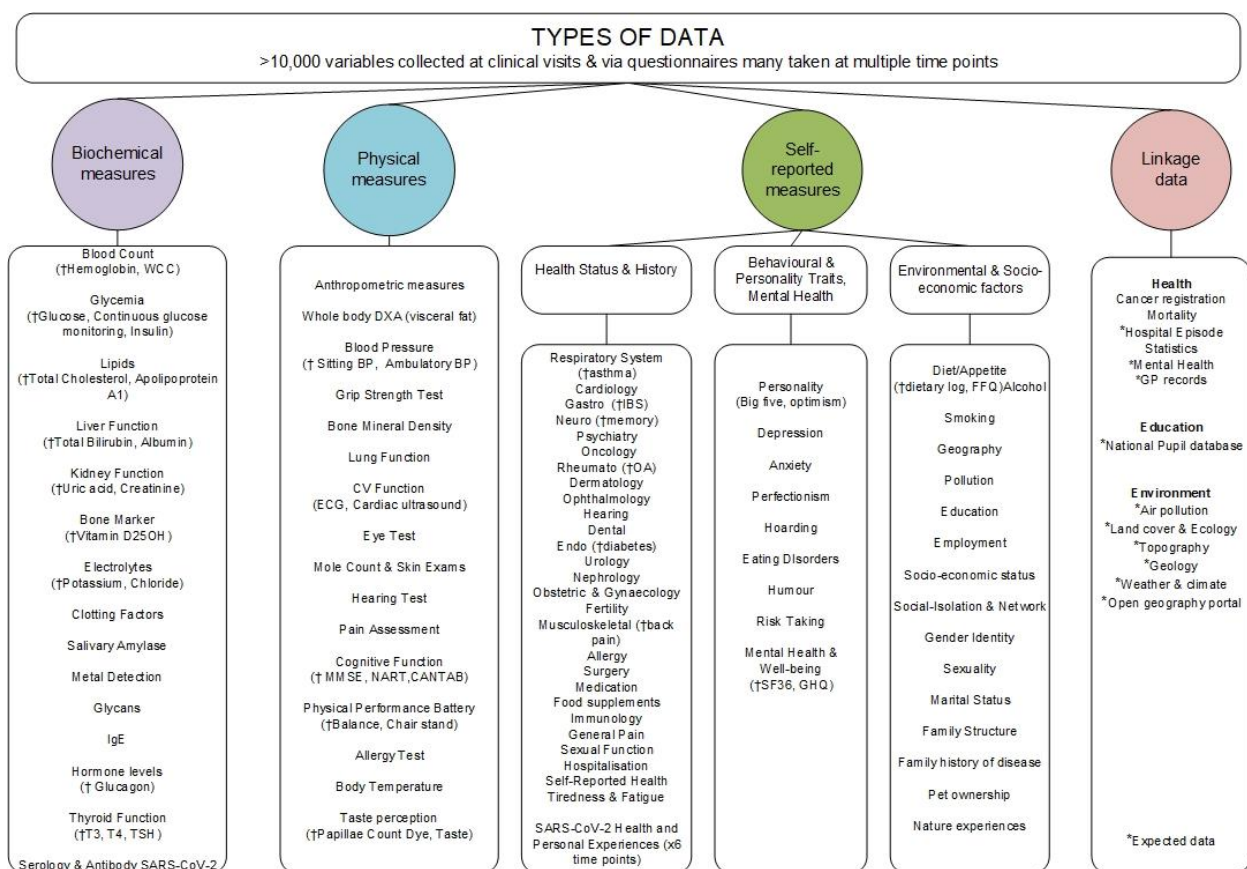 TYPES OF DATA
>10,000 variables collected at clinical visits & via questionnaires many taken at multiple time points
Biochemical
measures
Physical
measures
Self-
reported
measures
Linkage
data
Blood Count
(†Hemoglobin, WCC)
Glycemia
(†Glucose, Continuous glucose
monitoring, Insulin)
Lipids
(†Total Cholesterol, Apolipoprotein
A1)
Liver Function
(†Total Bilirubin, Albumin)
Kidney Function
(†Uric acid, Creatinine)
Bone Marker
(†Vitamin D25OH)
Electrolytes
(†Potassium, Chloride)
Clotting Factors
Salivary Amylase
Metal Detection
Glycans
IgE
Hormone levels
(† Glucagon)
Thyroid Function
(†T3, T4, TSH)
Serology & Antibody SARS-CoV-2
Anthropometric measures
Whole body DXA (visceral fat)
Blood Pressure
(† Sitting BP, Ambulatory BP)
Grip Strength Test
Bone Mineral Density
Lung Function
CV Function
(ECG, Cardiac ultrasound)
Eye Test
Mole Count & Skin Exams
Hearing Test
Pain Assessment
Cognitive Function
(† MMSE, NART,CANTAB)
Physical Performance Battery
(†Balance, Chair stand)
Allergy Test
Body Temperature
Taste perception
(†Papillae Count Dye, Taste)
Health Status & History
Respiratory System
(†asthma)
Cardiology
Gastro (†IBS)
Neuro (†memory)
Psychiatry
Oncology
Rheumato (†OA)
Dermatology
Ophthalmology
Hearing
Dental
Endo (†diabetes)
Urology
Nephrology
Obstetric & Gynaecology
Fertility
Musculoskeletal (†back
pain)
Allergy
Surgery
Medication
Food supplements
Immunology
General Pain
Sexual Function
Hospitalisation
Self-Reported Health
Tiredness & Fatigue
SARS-CoV-2 Health and
Personal Experiences (x6
time points)
Behavioural &
Personality Traits,
Mental Health
Personality
(Big five, optimism)
Depression
Anxiety
Perfectionism
Hoarding
Eating DIsorders
Humour
Risk Taking
Mental Health &
Well-being
(†SF36, GHQ)
Environmental & Socio-
economic factors
Diet/Appetite
(†dietary log, FFQ)Alcohol
Smoking
Geography
Pollution
Education
Employment
Socio-economic status
Social-Isolation & Network
Gender Identity
Sexuality
Marital Status
Family Structure
Family history of disease
Pet ownership
Nature experiences
Health
Cancer registration
Mortality
*Hospital Episode
Statistics
*Mental Health
*GP records
Education
*National Pupil database
Environment
*Air pollution
*Land cover & Ecology
*Topography
*Geology
*Weather & climate
*Open geography portal
*Expected data